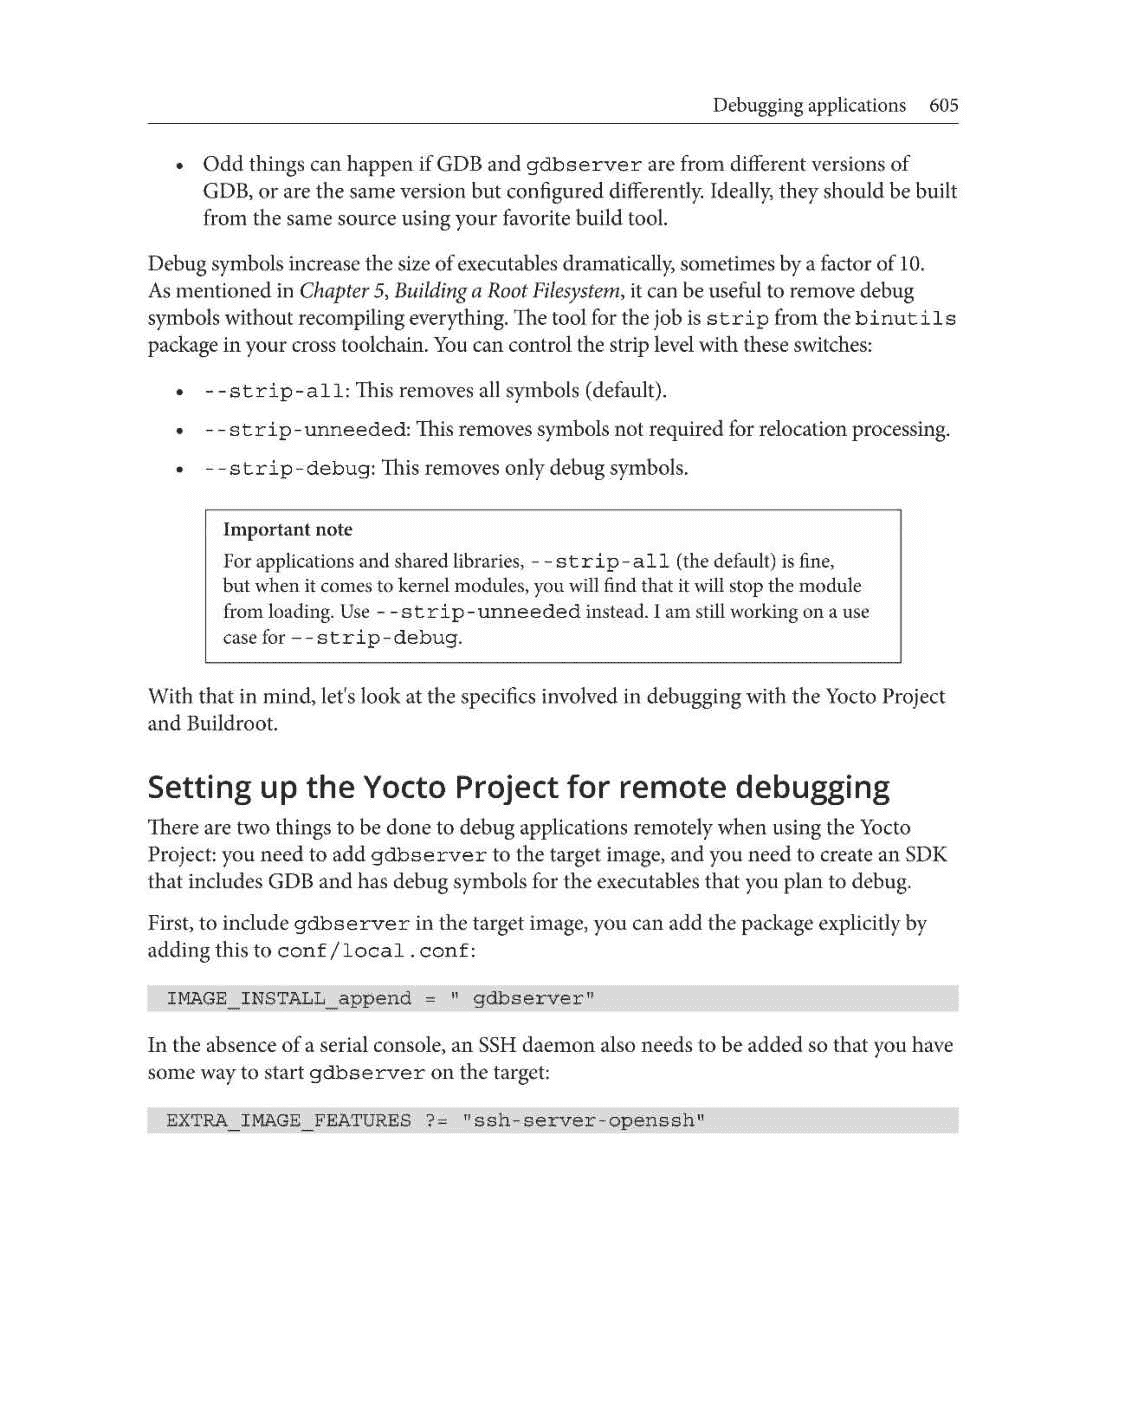 Debugging applications 605
• Odd things can happen if GDB and gdbserver are from different versions of
GDB, or are the same version but configured differently. Ideally, they should be built
from the same source using your favorite build tool.
Debug symbols increase the size of executables dramatically, sometimes by a factor of 10.
As mentioned in Chapter 5, Building a Root Filesystem, it can be useful to remove debug
symbols without recompiling everything. The tool for the job is strip from the binutils
package in your cross toolchain. You can control the strip level with these switches:
• --strip-all: This removes all symbols (default).
• --strip-unneeded: This removes symbols not required for relocation processing.
• --strip-debug: This removes only debug symbols.
Important note
For applications and shared libraries, --strip-all (the default) is fine,
but when it comes to kernel modules, you will find that it will stop the module
from loading. Use --strip-unneeded instead. I am still working on a use
case for --strip-debug.
With that in mind, let's look at the specifics involved in debugging with the Yocto Project
and Buildroot.
Setting up the Yocto Project for remote debugging
There are two things to be done to debug applications remotely when using the Yocto
Project: you need to add gdbserver to the target image, and you need to create an SDK
that includes GDB and has debug symbols for the executables that you plan to debug.
First, to include gdbserver in the target image, you can add the package explicitly by
adding this to conf/local.conf:
IMAGE_INSTALL_append = " gdbserver"
In the absence of a serial console, an SSH daemon also needs to be added so that you have
some way to start gdbserver on the target:
EXTRA_IMAGE_FEATURES ?= "ssh-server-openssh"